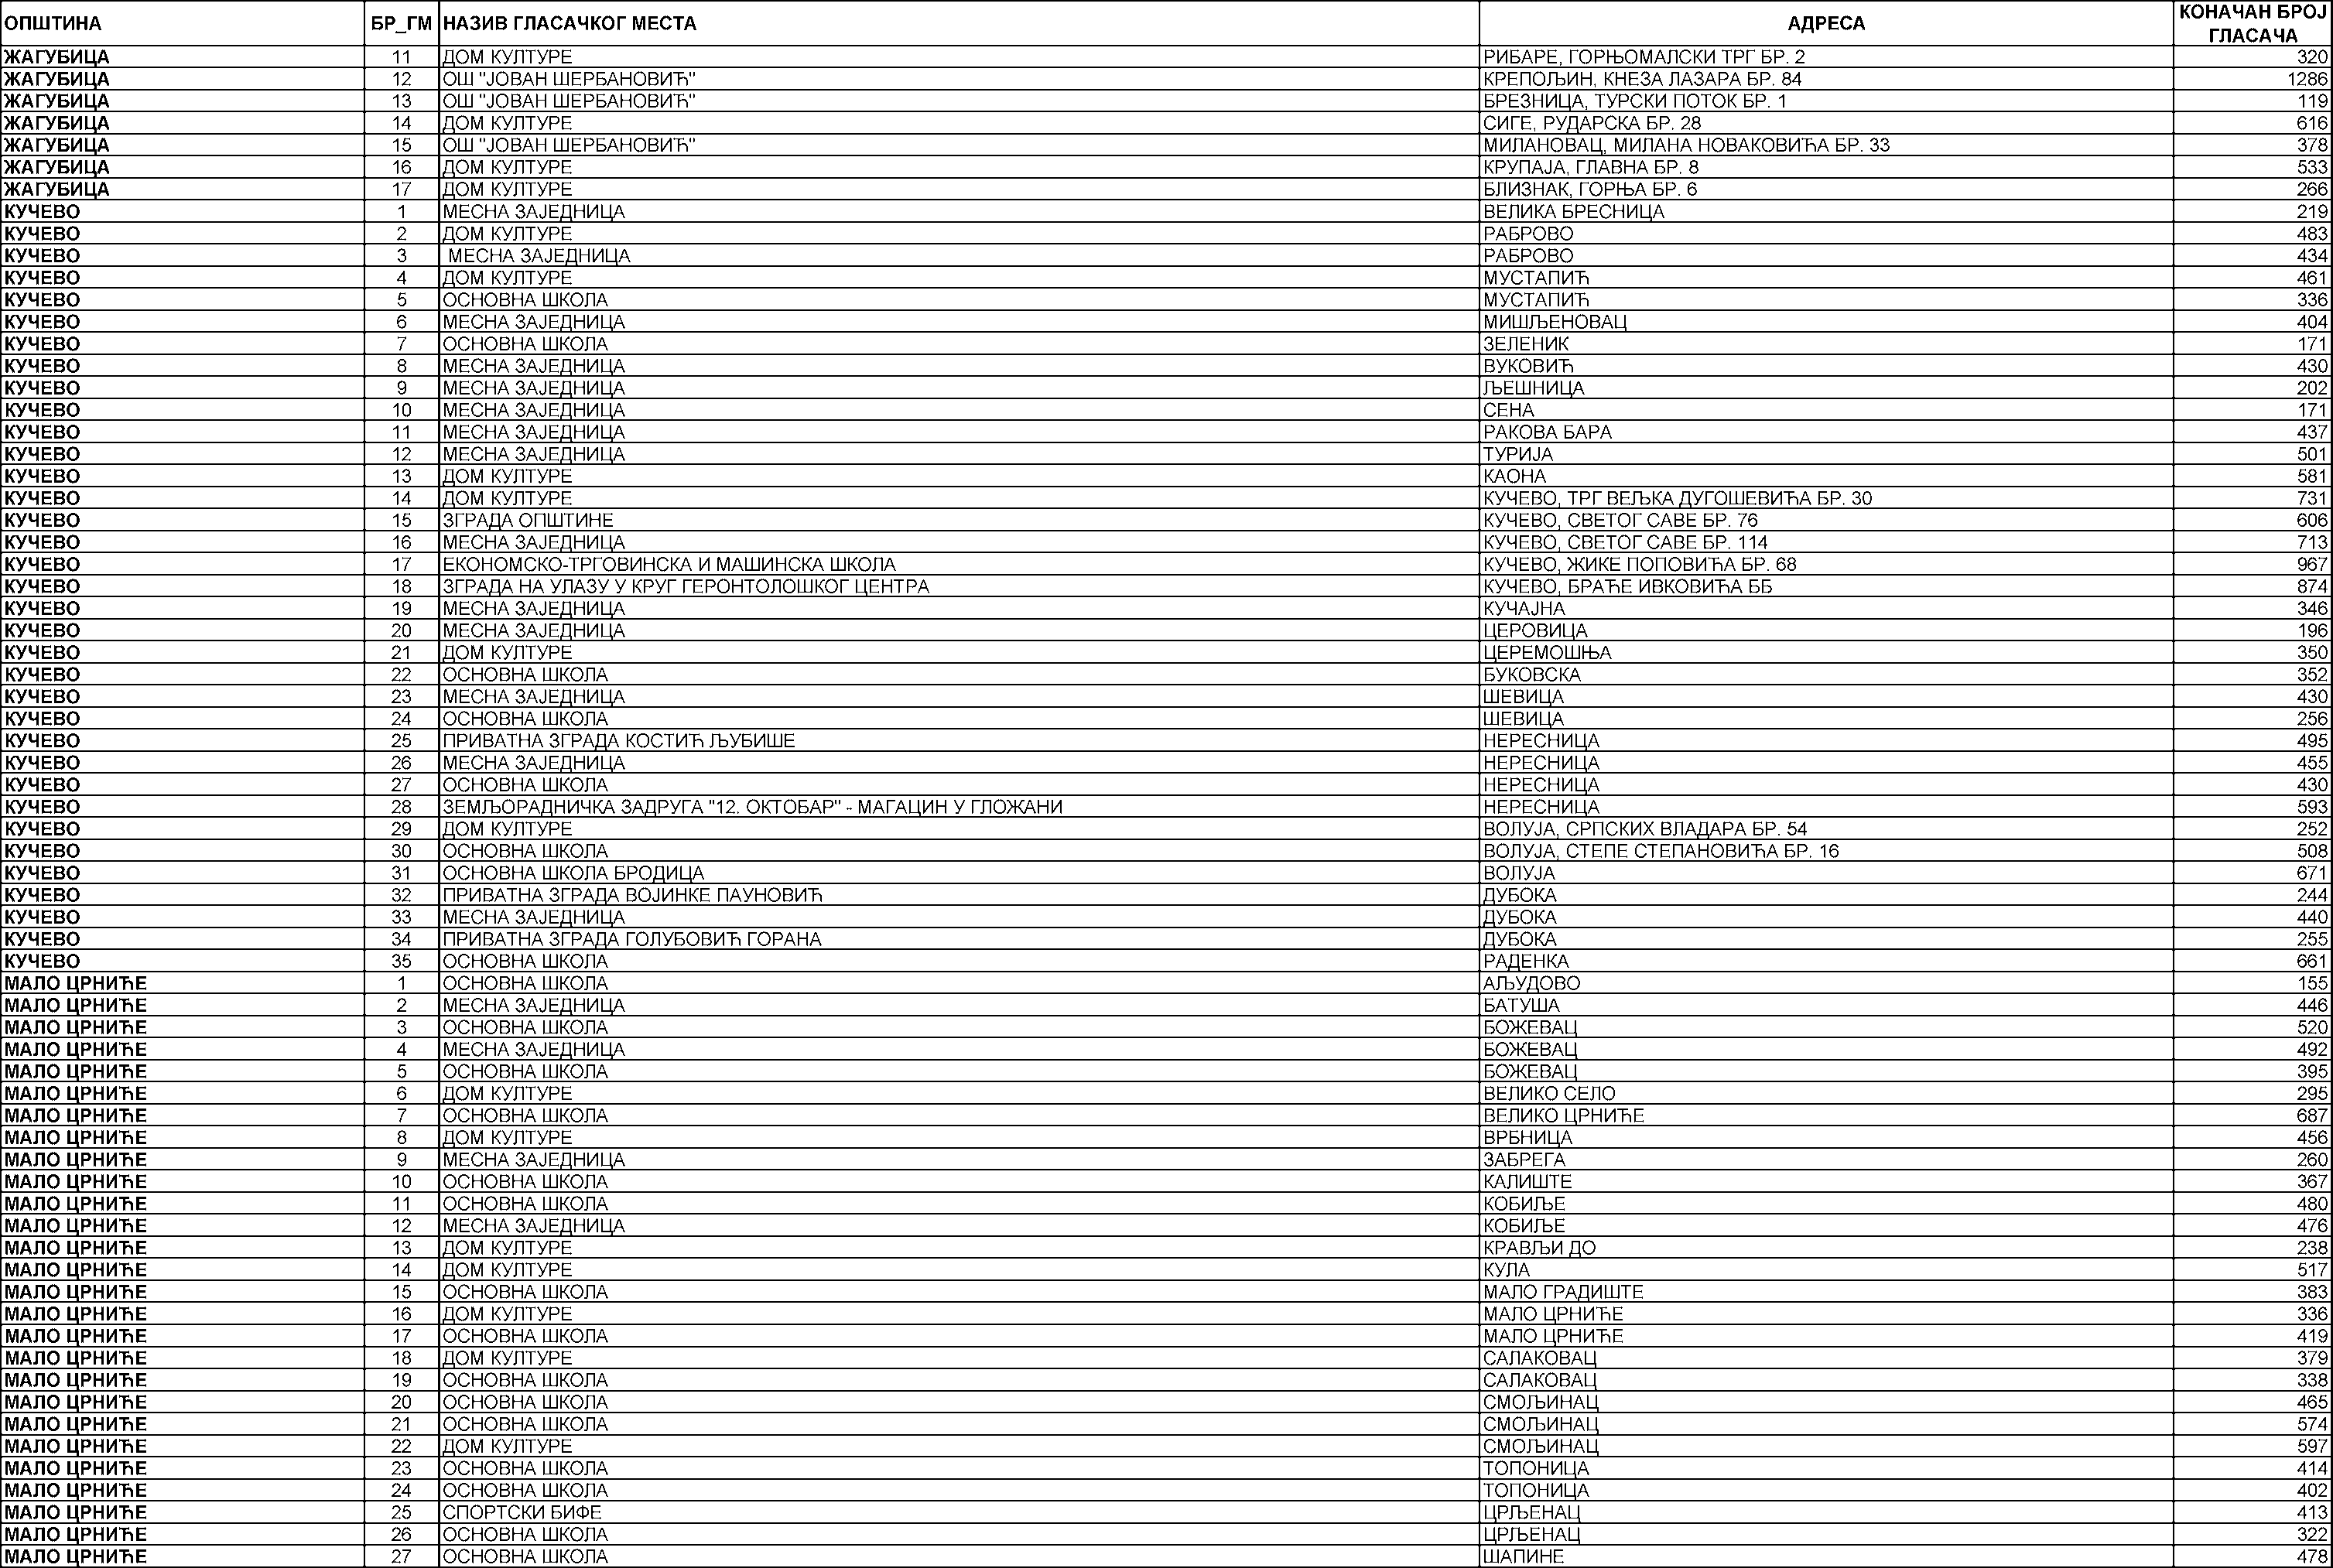 ОПШТИНА БР_ГМ НАЗИВ ГЛАСАЧКОГ МЕСТА АДРЕСА КОНАЧАН БРОЈ ГЛАСАЧА
ЖАГУБИЦА 11 ДОМ КУЛТУРЕ РИБАРЕ, ГОРЊОМАЛСКИ ТРГ БР. 2 320
ЖАГУБИЦА 12 ОШ "ЈОВАН ШЕРБАНОВИЋ" КРЕПОЉИН, КНЕЗА ЛАЗАРА БР. 84 1286
ЖАГУБИЦА 13 ОШ "ЈОВАН ШЕРБАНОВИЋ" БРЕЗНИЦА, ТУРСКИ ПОТОК БР. 1 119
ЖАГУБИЦА 14 ДОМ КУЛТУРЕ СИГЕ, РУДАРСКА БР. 28 616
ЖАГУБИЦА 15 ОШ "ЈОВАН ШЕРБАНОВИЋ" МИЛАНОВАЦ, МИЛАНА НОВАКОВИЋА БР. 33 378
ЖАГУБИЦА 16 ДОМ КУЛТУРЕ КРУПАЈА, ГЛАВНА БР. 8 533
ЖАГУБИЦА 17 ДОМ КУЛТУРЕ БЛИЗНАК, ГОРЊА БР. 6 266
КУЧЕВО 1 МЕСНА ЗАЈЕДНИЦА ВЕЛИКА БРЕСНИЦА 219
КУЧЕВО 2 ДОМ КУЛТУРЕ РАБРОВО 483
КУЧЕВО 3 МЕСНА ЗАЈЕДНИЦА РАБРОВО 434
КУЧЕВО 4 ДОМ КУЛТУРЕ МУСТАПИЋ 461
КУЧЕВО 5 ОСНОВНА ШКОЛА МУСТАПИЋ 336
КУЧЕВО 6 МЕСНА ЗАЈЕДНИЦА МИШЉЕНОВАЦ 404
КУЧЕВО 7 ОСНОВНА ШКОЛА ЗЕЛЕНИК 171
КУЧЕВО 8 МЕСНА ЗАЈЕДНИЦА ВУКОВИЋ 430
КУЧЕВО 9 МЕСНА ЗАЈЕДНИЦА ЉЕШНИЦА 202
КУЧЕВО 10 МЕСНА ЗАЈЕДНИЦА СЕНА 171
КУЧЕВО 11 МЕСНА ЗАЈЕДНИЦА РАКОВА БАРА 437
КУЧЕВО 12 МЕСНА ЗАЈЕДНИЦА ТУРИЈА 501
КУЧЕВО 13 ДОМ КУЛТУРЕ КАОНА 581
КУЧЕВО 14 ДОМ КУЛТУРЕ КУЧЕВО, ТРГ ВЕЉКА ДУГОШЕВИЋА БР. 30 731
КУЧЕВО 15 ЗГРАДА ОПШТИНЕ КУЧЕВО, СВЕТОГ САВЕ БР. 76 606
КУЧЕВО 16 МЕСНА ЗАЈЕДНИЦА КУЧЕВО, СВЕТОГ САВЕ БР. 114 713
КУЧЕВО 17 ЕКОНОМСКО-ТРГОВИНСКА И МАШИНСКА ШКОЛА КУЧЕВО, ЖИКЕ ПОПОВИЋА БР. 68 967
КУЧЕВО 18 ЗГРАДА НА УЛАЗУ У КРУГ ГЕРОНТОЛОШКОГ ЦЕНТРА КУЧЕВО, БРАЋЕ ИВКОВИЋА ББ 874
КУЧЕВО 19 МЕСНА ЗАЈЕДНИЦА КУЧАЈНА 346
КУЧЕВО 20 МЕСНА ЗАЈЕДНИЦА ЦЕРОВИЦА 196
КУЧЕВО 21 ДОМ КУЛТУРЕ ЦЕРЕМОШЊА 350
КУЧЕВО 22 ОСНОВНА ШКОЛА БУКОВСКА 352
КУЧЕВО 23 МЕСНА ЗАЈЕДНИЦА ШЕВИЦА 430
КУЧЕВО 24 ОСНОВНА ШКОЛА ШЕВИЦА 256
КУЧЕВО 25 ПРИВАТНА ЗГРАДА КОСТИЋ ЉУБИШЕ НЕРЕСНИЦА 495
КУЧЕВО 26 МЕСНА ЗАЈЕДНИЦА НЕРЕСНИЦА 455
КУЧЕВО 27 ОСНОВНА ШКОЛА НЕРЕСНИЦА 430
КУЧЕВО 28 ЗЕМЉОРАДНИЧКА ЗАДРУГА "12. ОКТОБАР" - МАГАЦИН У ГЛОЖАНИ НЕРЕСНИЦА 593
КУЧЕВО 29 ДОМ КУЛТУРЕ ВОЛУЈА, СРПСКИХ ВЛАДАРА БР. 54 252
КУЧЕВО 30 ОСНОВНА ШКОЛА ВОЛУЈА, СТЕПЕ СТЕПАНОВИЋА БР. 16 508
КУЧЕВО 31 ОСНОВНА ШКОЛА БРОДИЦА ВОЛУЈА 671
КУЧЕВО 32 ПРИВАТНА ЗГРАДА ВОЈИНКЕ ПАУНОВИЋ ДУБОКА 244
КУЧЕВО 33 МЕСНА ЗАЈЕДНИЦА ДУБОКА 440
КУЧЕВО 34 ПРИВАТНА ЗГРАДА ГОЛУБОВИЋ ГОРАНА ДУБОКА 255
КУЧЕВО 35 ОСНОВНА ШКОЛА РАДЕНКА 661
МАЛО ЦРНИЋЕ 1 ОСНОВНА ШКОЛА АЉУДОВО 155
МАЛО ЦРНИЋЕ 2 МЕСНА ЗАЈЕДНИЦА БАТУША 446
МАЛО ЦРНИЋЕ 3 ОСНОВНА ШКОЛА БОЖЕВАЦ 520
МАЛО ЦРНИЋЕ 4 МЕСНА ЗАЈЕДНИЦА БОЖЕВАЦ 492
МАЛО ЦРНИЋЕ 5 ОСНОВНА ШКОЛА БОЖЕВАЦ 395
МАЛО ЦРНИЋЕ 6 ДОМ КУЛТУРЕ ВЕЛИКО СЕЛО 295
МАЛО ЦРНИЋЕ 7 ОСНОВНА ШКОЛА ВЕЛИКО ЦРНИЋЕ 687
МАЛО ЦРНИЋЕ 8 ДОМ КУЛТУРЕ ВРБНИЦА 456
МАЛО ЦРНИЋЕ 9 МЕСНА ЗАЈЕДНИЦА ЗАБРЕГА 260
МАЛО ЦРНИЋЕ 10 ОСНОВНА ШКОЛА КАЛИШТЕ 367
МАЛО ЦРНИЋЕ 11 ОСНОВНА ШКОЛА КОБИЉЕ 480
МАЛО ЦРНИЋЕ 12 МЕСНА ЗАЈЕДНИЦА КОБИЉЕ 476
МАЛО ЦРНИЋЕ 13 ДОМ КУЛТУРЕ КРАВЉИ ДО 238
МАЛО ЦРНИЋЕ 14 ДОМ КУЛТУРЕ КУЛА 517
МАЛО ЦРНИЋЕ 15 ОСНОВНА ШКОЛА МАЛО ГРАДИШТЕ 383
МАЛО ЦРНИЋЕ 16 ДОМ КУЛТУРЕ МАЛО ЦРНИЋЕ 336
МАЛО ЦРНИЋЕ 17 ОСНОВНА ШКОЛА МАЛО ЦРНИЋЕ 419
МАЛО ЦРНИЋЕ 18 ДОМ КУЛТУРЕ САЛАКОВАЦ 379
МАЛО ЦРНИЋЕ 19 ОСНОВНА ШКОЛА САЛАКОВАЦ 338
МАЛО ЦРНИЋЕ 20 ОСНОВНА ШКОЛА СМОЉИНАЦ 465
МАЛО ЦРНИЋЕ 21 ОСНОВНА ШКОЛА СМОЉИНАЦ 574
МАЛО ЦРНИЋЕ 22 ДОМ КУЛТУРЕ СМОЉИНАЦ 597
МАЛО ЦРНИЋЕ 23 ОСНОВНА ШКОЛА ТОПОНИЦА 414
МАЛО ЦРНИЋЕ 24 ОСНОВНА ШКОЛА ТОПОНИЦА 402
МАЛО ЦРНИЋЕ 25 СПОРТСКИ БИФЕ ЦРЉЕНАЦ 413
МАЛО ЦРНИЋЕ 26 ОСНОВНА ШКОЛА ЦРЉЕНАЦ 322
МАЛО ЦРНИЋЕ 27 ОСНОВНА ШКОЛА ШАПИНЕ 478